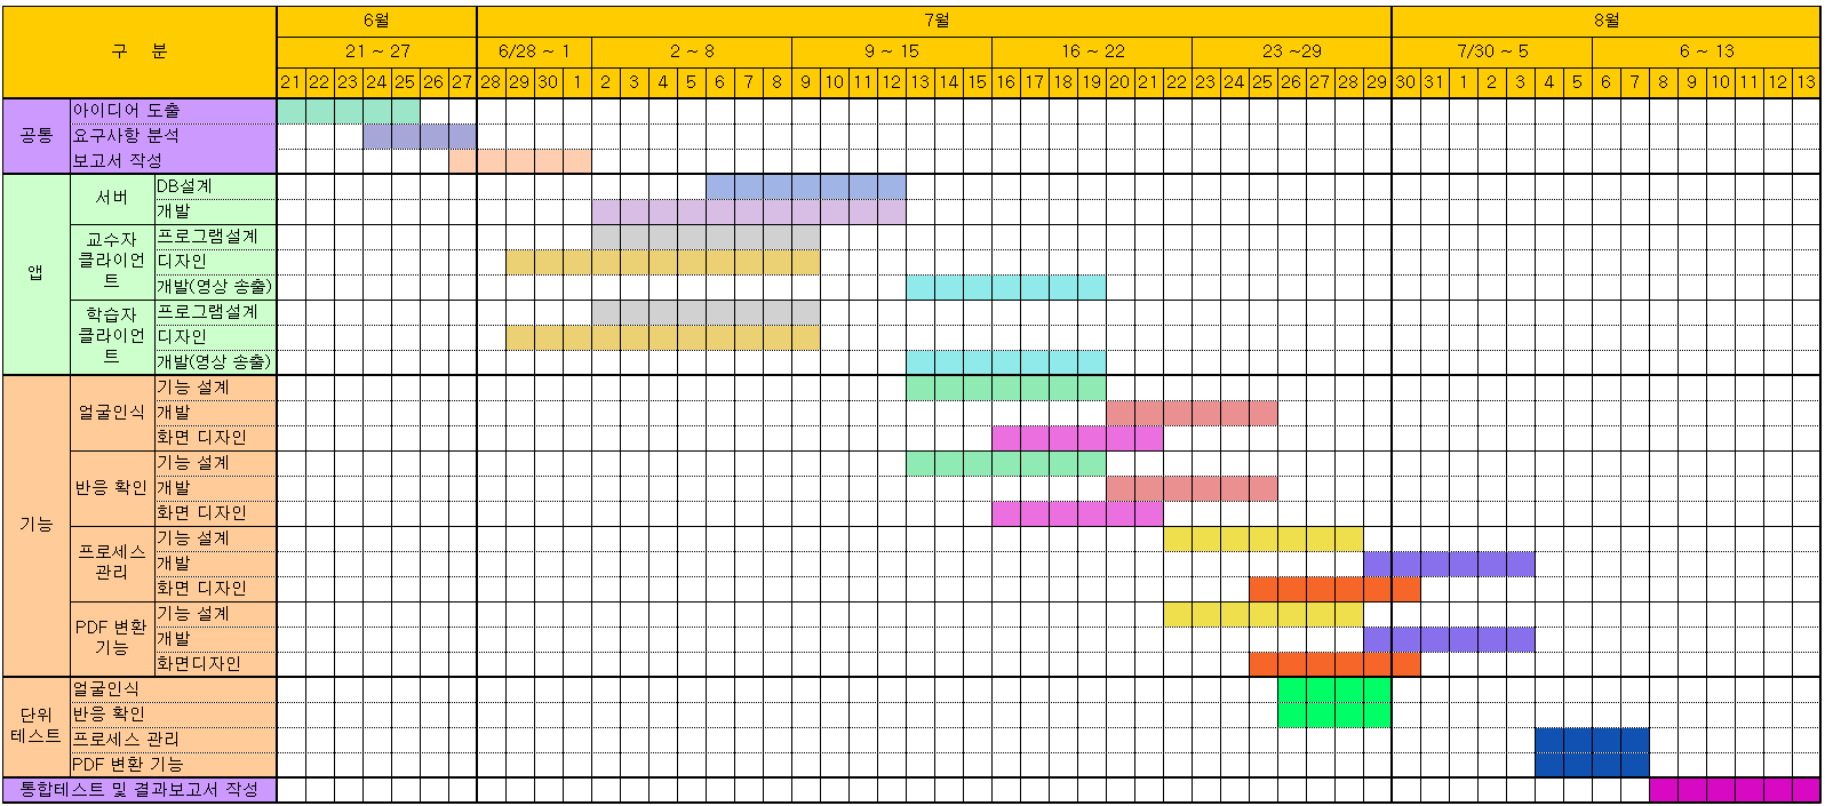 구 분
6월 7월 8월
21 ~ 27 6/28 ~ 1 2 ~ 8 9 ~ 15 16 ~ 22 23 ~29 7/30 ~ 5 6 ~ 13
21 22 23 24 25 26 27 28 29 30 1 2 3 4 5 6 7 8 9 10 11 12 13 14 15 16 17 18 19 20 21 22 23 24 25 26 27 28 29 30 31 1 2 3 4 5 6 7 8 9 10 11 12 13
공통
아이디어 도출
요구사항 분석
보고서 작성
앱
서버
DB설계
개발
교수자
클라이언
트
프로그램설계
디자인
개발(영상 송출)
학습자
클라이언
트
프로그램설계
디자인
개발(영상 송출)
기능
얼굴인식
기능 설계
개발
화면 디자인
반응 확인
기능 설계
개발
화면 디자인
프로세스
관리
기능 설계
개발
화면 디자인
PDF 변환
기능
기능 설계
개발
화면디자인
단위
테스트
얼굴인식
반응 확인
프로세스 관리
PDF 변환 기능
통합테스트 및 결과보고서 작성